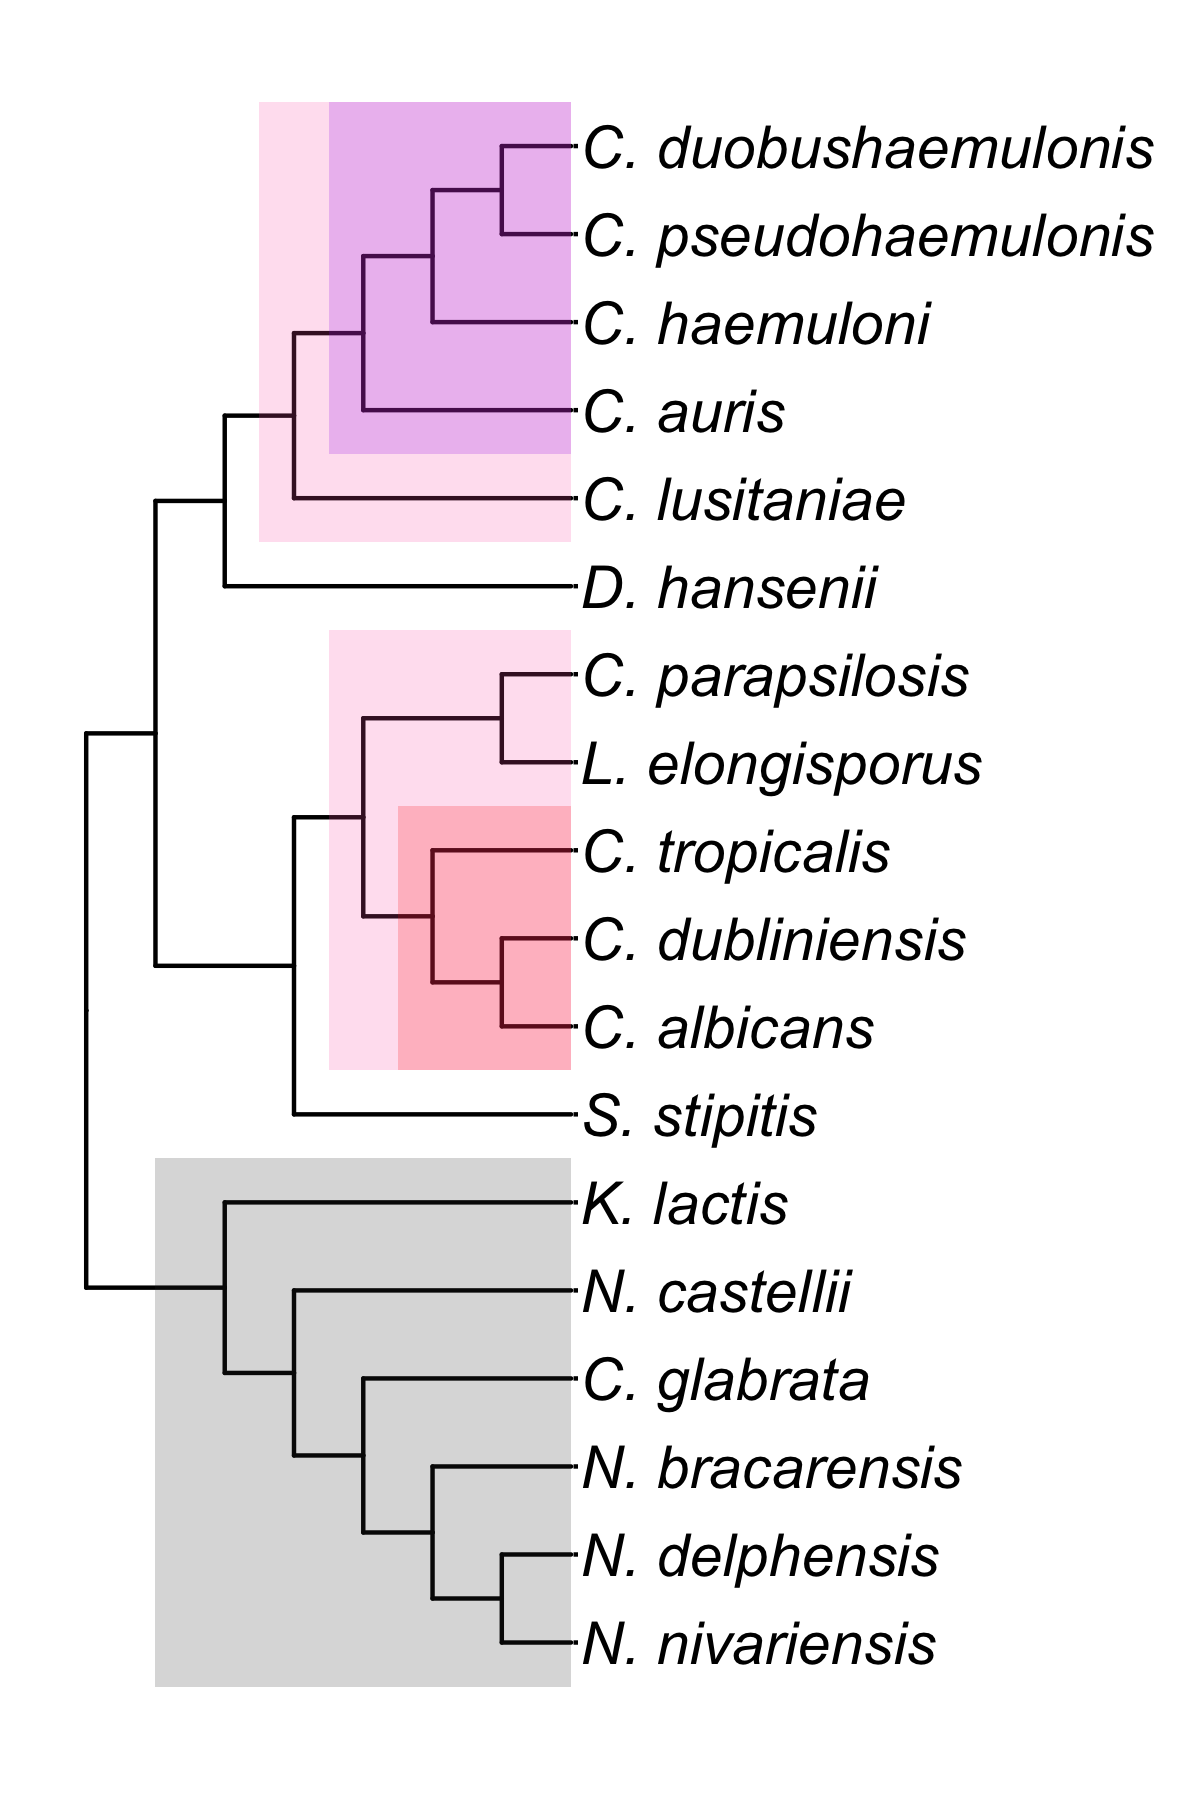 C. duobushaemulonis
C. pseudohaemulonis
C. haemuloni
C. auris
C. lusitaniae
D. hansenii
C. parapsilosis
L. elongisporus
C. tropicalis
C. dubliniensis
C. albicans
S. stipitis
K. lactis
N. castellii
C. glabrata
N. bracarensis
N. delphensis
N. nivariensis